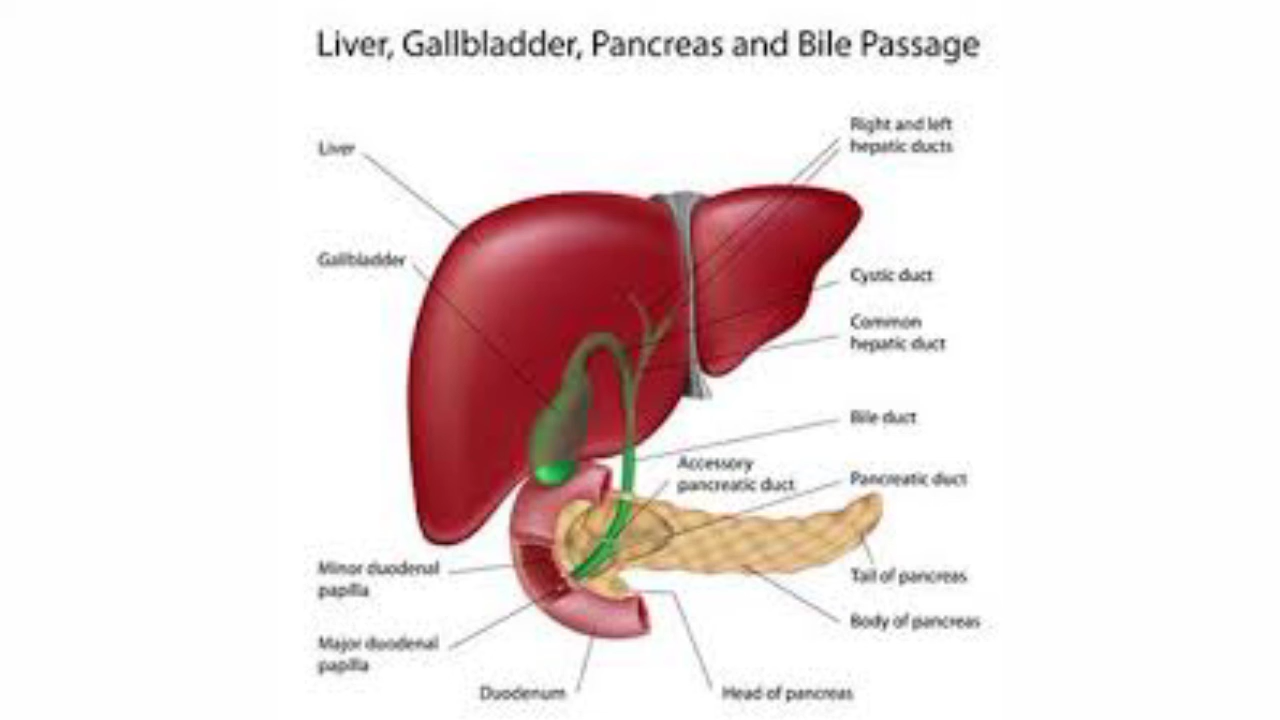 Liver, Gallbladder, Pancreas and Bile Passage
Right and left
hepatic ducts
Liver
Gallbladder
Cystic duct
Common
hepatic duct
Bile duct
Accessory
pancreatic duct
Pancreatic duct
Minor duodenal
papilla
Tail of pancreas
Body of pancreas
Major duodenal
papilla
Duodenum
Head of pancreas